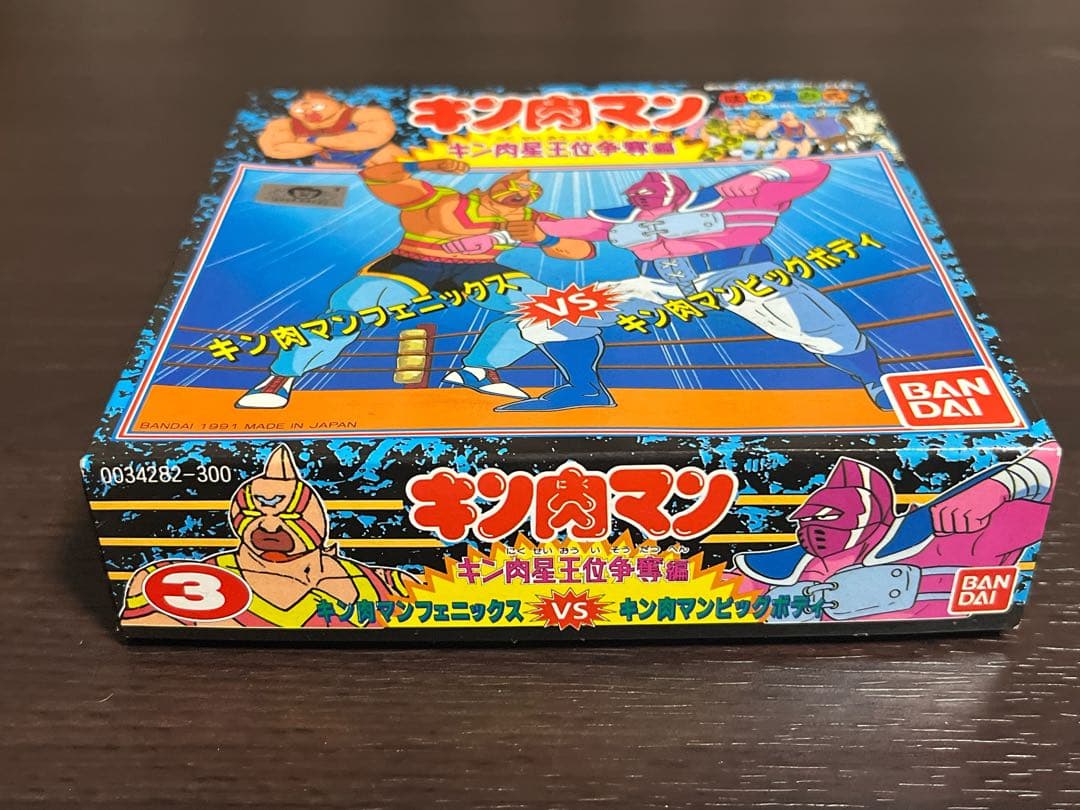 キン肉マン
キン肉星王位争奪編
キン肉マンフェニックス
VS
キン肉マンビッグボディ
BANDAI 1991 MADE IN JAPAN
BAN
DAI
0034282-300
キン肉マン
にく せい おう い そう だつ へん
キン肉星王位争奪編
3
キン肉マンフェニックス VS キン肉マンビッグボディ
BAN
DAI